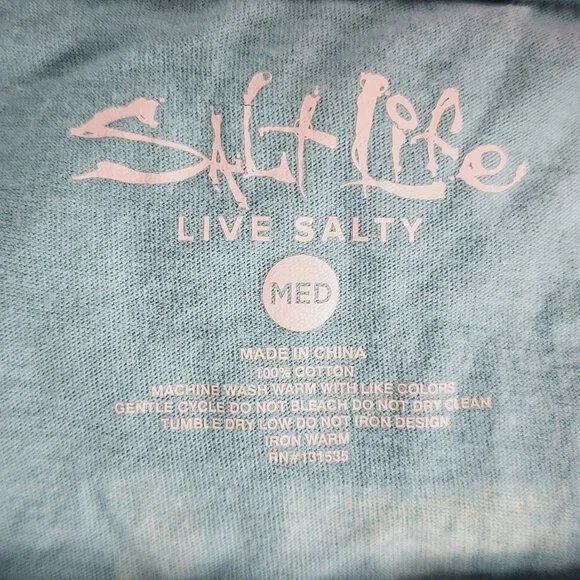 Salt Life
LIVE SALTY
MED
MADE IN CHINA
100% COTTON
MACHINE WASH WARM WITH LIKE COLORS
GENTLE CYCLE DO NOT BLEACH DO NOT DRY CLEAN
TUMBLE DRY LOW DO NOT IRON DESIGN
IRON WARM
RN#131535